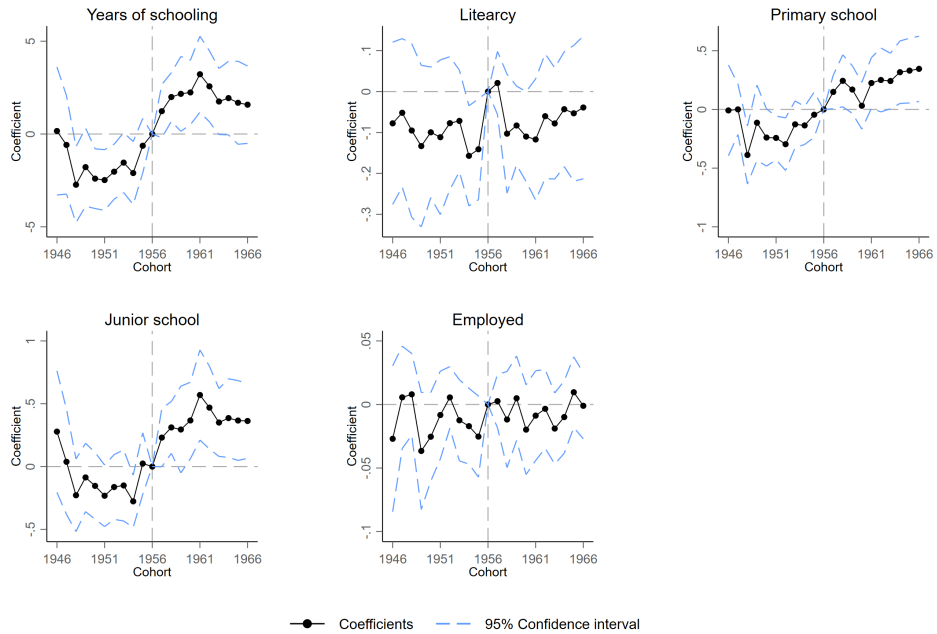 Years of schooling
Coefficient
5
0
-5
1946 1951 1956 1961 1966
Cohort
Litearcy
Coefficient
.1
0
-.1
-.2
-.3
1946 1951 1956 1961 1966
Cohort
Primary school
Coefficient
.5
0
-.5
-1
1946 1951 1956 1961 1966
Cohort
Junior school
Coefficient
1
.5
0
-.5
1946 1951 1956 1961 1966
Cohort
Employed
Coefficient
.05
0
-.05
-.1
1946 1951 1956 1961 1966
Cohort
Coefficients 95% Confidence interval